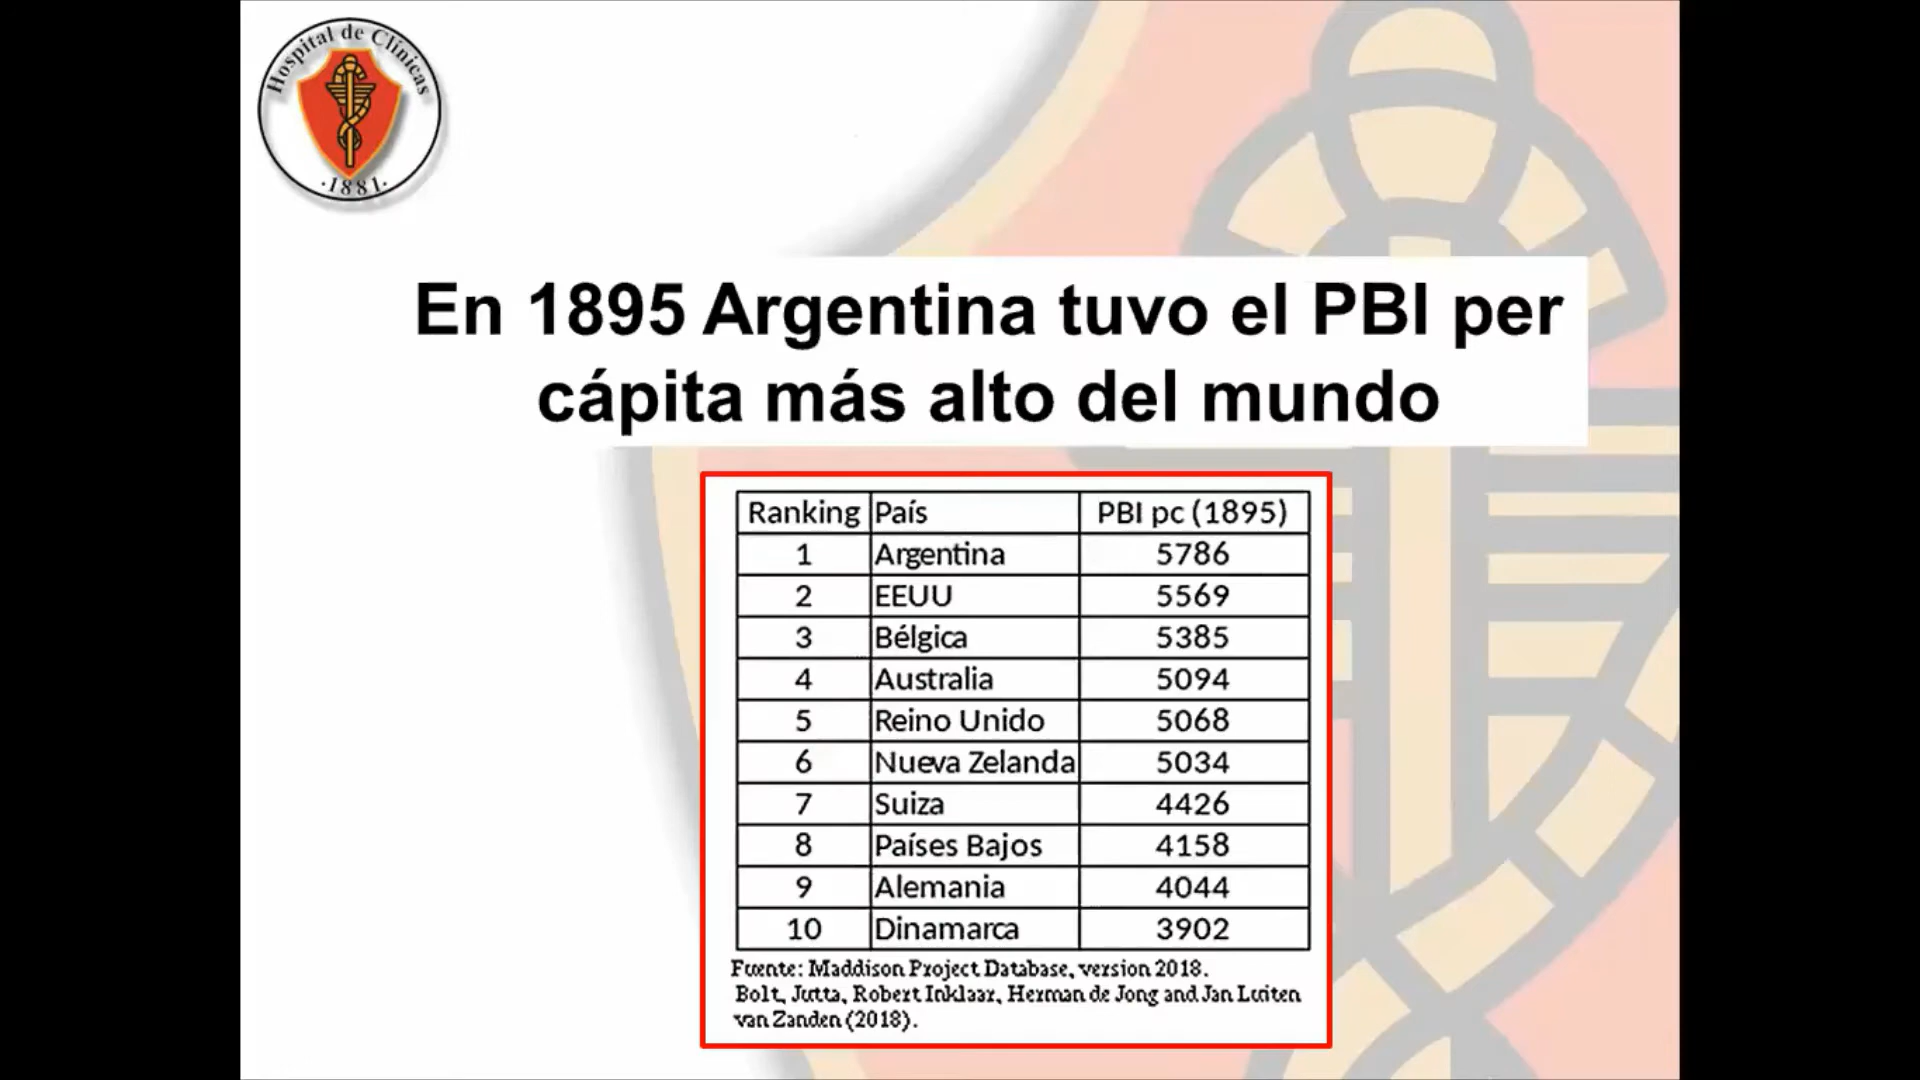 Hospital de Clínicas
·1881·
En 1895 Argentina tuvo el PBI per
cápita más alto del mundo
Ranking País PBI pc (1895)
1 Argentina 5786
2 EEUU 5569
3 Bélgica 5385
4 Australia 5094
5 Reino Unido 5068
6 Nueva Zelanda 5034
7 Suiza 4426
8 Países Bajos 4158
9 Alemania 4044
10 Dinamarca 3902
Fuente: Maddison Project Database, version 2018.
Bolt, Jutta, Robert Inklaar, Herman de Jong and Jan Luiten
van Zanden (2018).